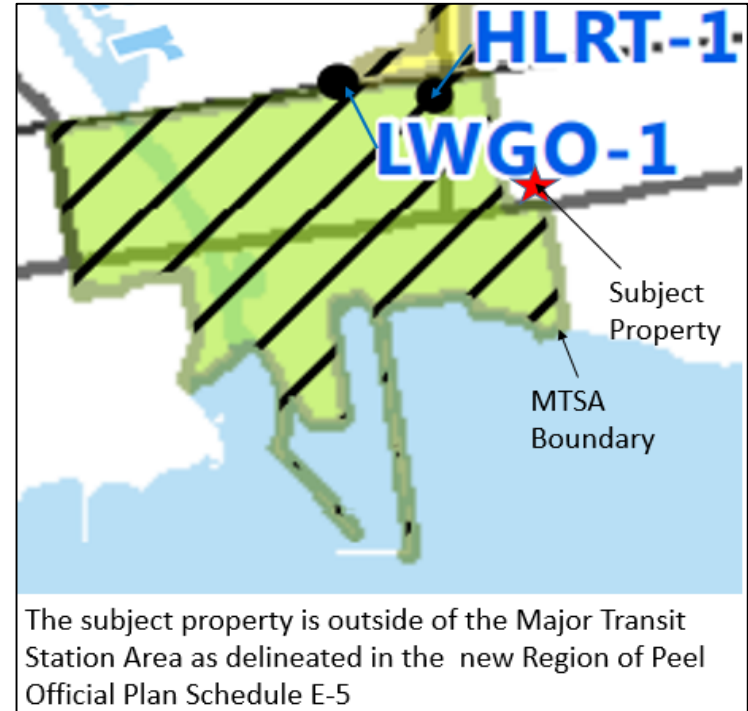 HLRT-1
LWGO-1
Subject
Property
MTSA
Boundary
The subject property is outside of the Major Transit
Station Area as delineated in the  new Region of Peel
Official Plan Schedule E-5